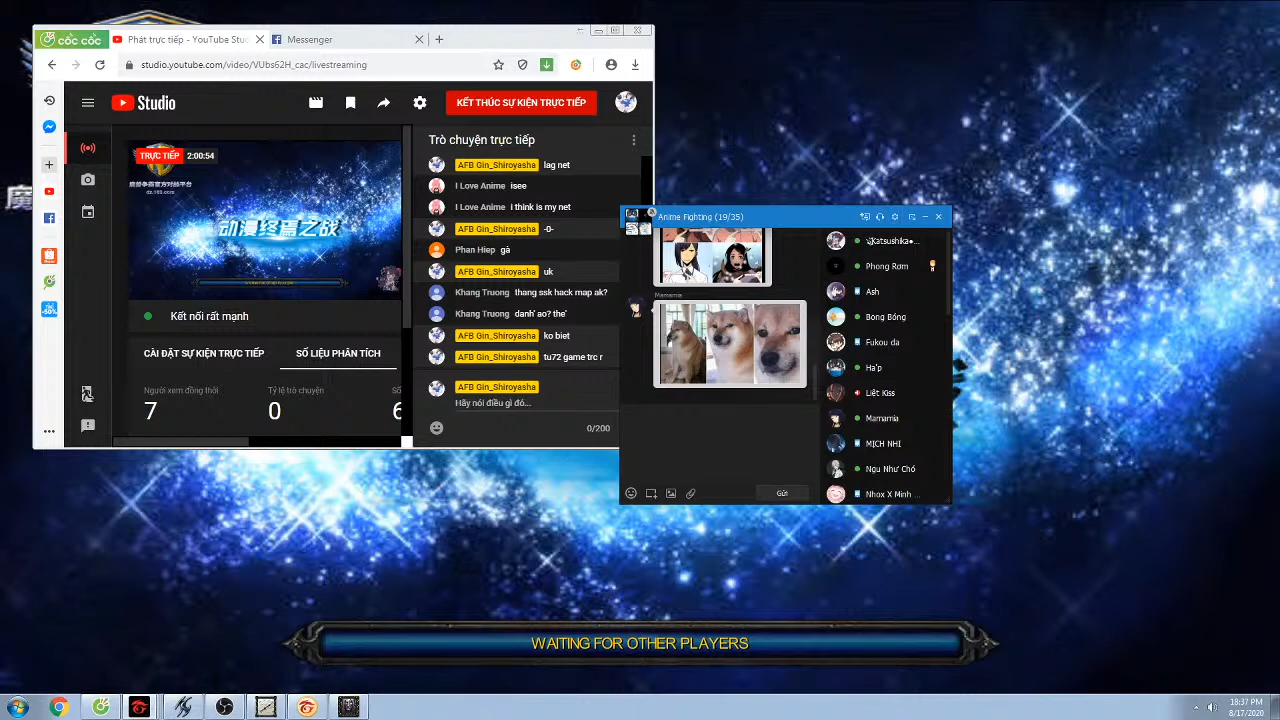 cốc cốc
Phát trực tiếp - YouTube Stu
Messenger
studio.youtube.com/video/VUbs62H_cac/livestreaming
Studio
KẾT THÚC SỰ KIỆN TRỰC TIẾP
TRỰC TIẾP 2:00:54
动漫终焉之战
Kết nối rất mạnh
CÀI ĐẶT SỰ KIỆN TRỰC TIẾP
SỐ LIỆU PHÂN TÍCH
Người xem đồng thời
Tỷ lệ trò chuyện
Số
7
0
6
Trò chuyện trực tiếp
AFB Gin_Shiroyasha lag net
I Love Anime isee
I Love Anime i think is my net
AFB Gin_Shiroyasha -0-
Phan Hiep gà
AFB Gin_Shiroyasha uk
Khang Truong thang ssk hack map ak?
Khang Truong danh' ao? the'
AFB Gin_Shiroyasha ko biet
AFB Gin_Shiroyasha tu72 game trc r
AFB Gin_Shiroyasha
Hãy nói điều gì đó...
0/200
Anime Fighting (19/35)
Mamamia
Gửi
Phong Rơm
Ash
Bong Bóng
Fukou da
Ha'p
Liệt Kiss
Mamamia
MỊCH NHI
Ngu Như Chó
Nhox X Minh ...
WAITING FOR OTHER PLAYERS
18:37 PM
8/17/2020